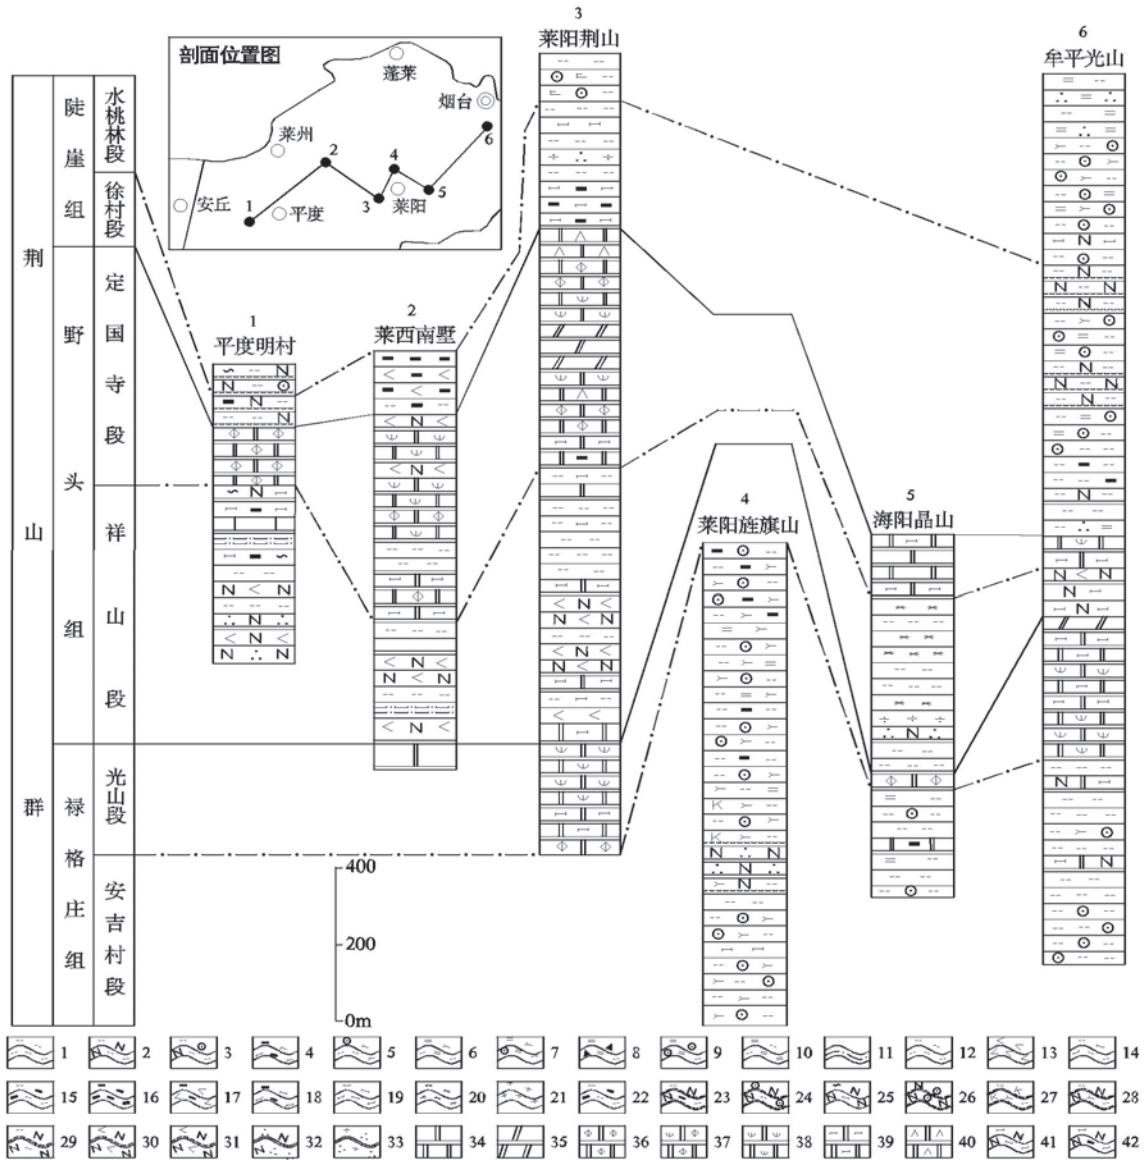 剖面位置图
蓬莱
烟台
莱州
安丘
平度
莱阳
1
2
3
4
5
6
荆山群
陡崖组
水桃林段
徐村段
野头组
定国寺段
祥山段
禄格庄组
光山段
安吉村段
1
平度明村
2
莱西南墅
3
莱阳荆山
4
莱阳旌旗山
5
海阳晶山
6
牟平光山
400
200
0m
1 2 3 4 5 6 7 8 9 10 11 12 13 14
15 16 17 18 19 20 21 22 23 24 25 26 27 28
29 30 31 32 33 34 35 36 37 38 39 40 41 42